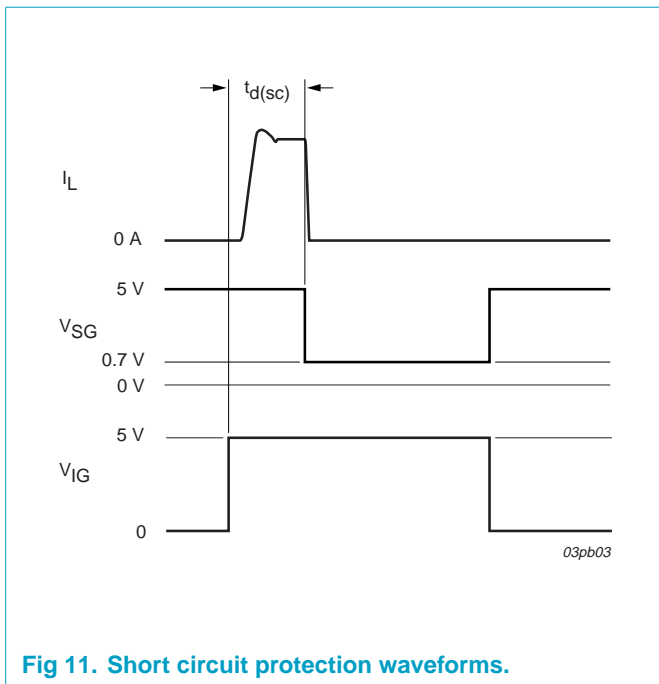 td(sc)
IL
0 A
5 V
VSG
0.7 V
0 V
5 V
VIG
0
03pb03
Fig 11. Short circuit protection waveforms.